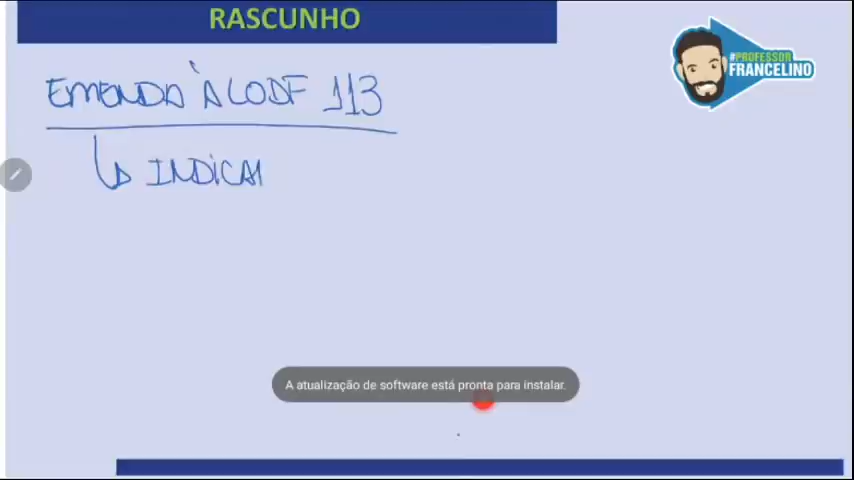 RASCUNHO
#PROFESSOR
FRANCELINO
EMENDA À LODF 113
INDICA
A atualização de software está pronta para instalar.